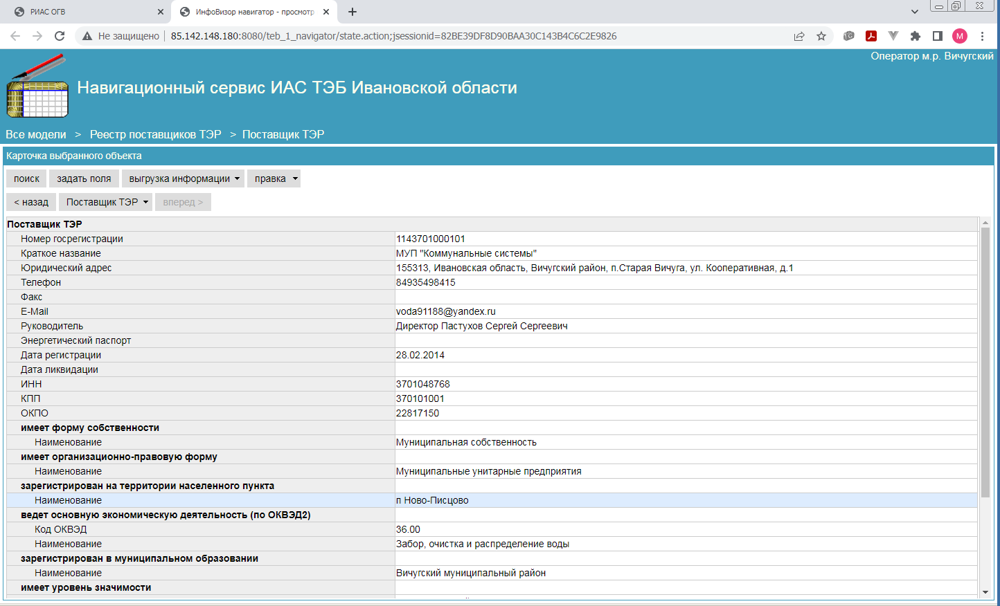 РИАС ОГВ
ИнфоВизор навигатор - просмотр
Не защищено
85.142.148.180:8080/teb_1_navigator/state.action;jsessionid=82BE39DF8D90BAA30C143B4C6C2E9826
M
Оператор м.р. Вичугский
Навигационный сервис ИАС ТЭБ Ивановской области
Все модели > Реестр поставщиков ТЭР > Поставщик ТЭР
Карточка выбранного объекта
поиск задать поля выгрузка информации правка
< назад Поставщик ТЭР вперед >
Поставщик ТЭР
Номер госрегистрации 1143701000101
Краткое название МУП "Коммунальные системы"
Юридический адрес 155313, Ивановская область, Вичугский район, п.Старая Вичуга, ул. Кооперативная, д.1
Телефон 84935498415
Факс
E-Mail voda91188@yandex.ru
Руководитель Директор Пастухов Сергей Сергеевич
Энергетический паспорт
Дата регистрации 28.02.2014
Дата ликвидации
ИНН 3701048768
КПП 370101001
ОКПО 22817150
имеет форму собственности
Наименование Муниципальная собственность
имеет организационно-правовую форму
Наименование Муниципальные унитарные предприятия
зарегистрирован на территории населенного пункта
Наименование п Ново-Писцово
ведет основную экономическую деятельность (по ОКВЭД2)
Код ОКВЭД 36.00
Наименование Забор, очистка и распределение воды
зарегистрирован в муниципальном образовании
Наименование Вичугский муниципальный район
имеет уровень значимости